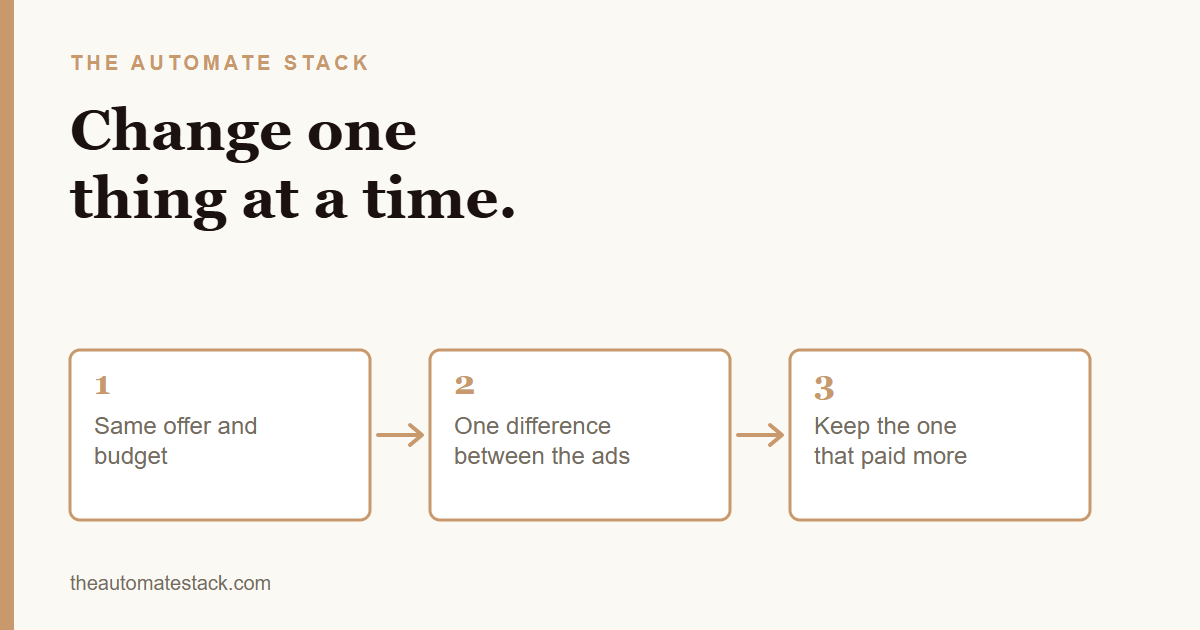 THE AUTOMATE STACK
Change one
thing at a time.
1
Same offer and
budget
2
One difference
between the ads
3
Keep the one
that paid more
theautomatestack.com